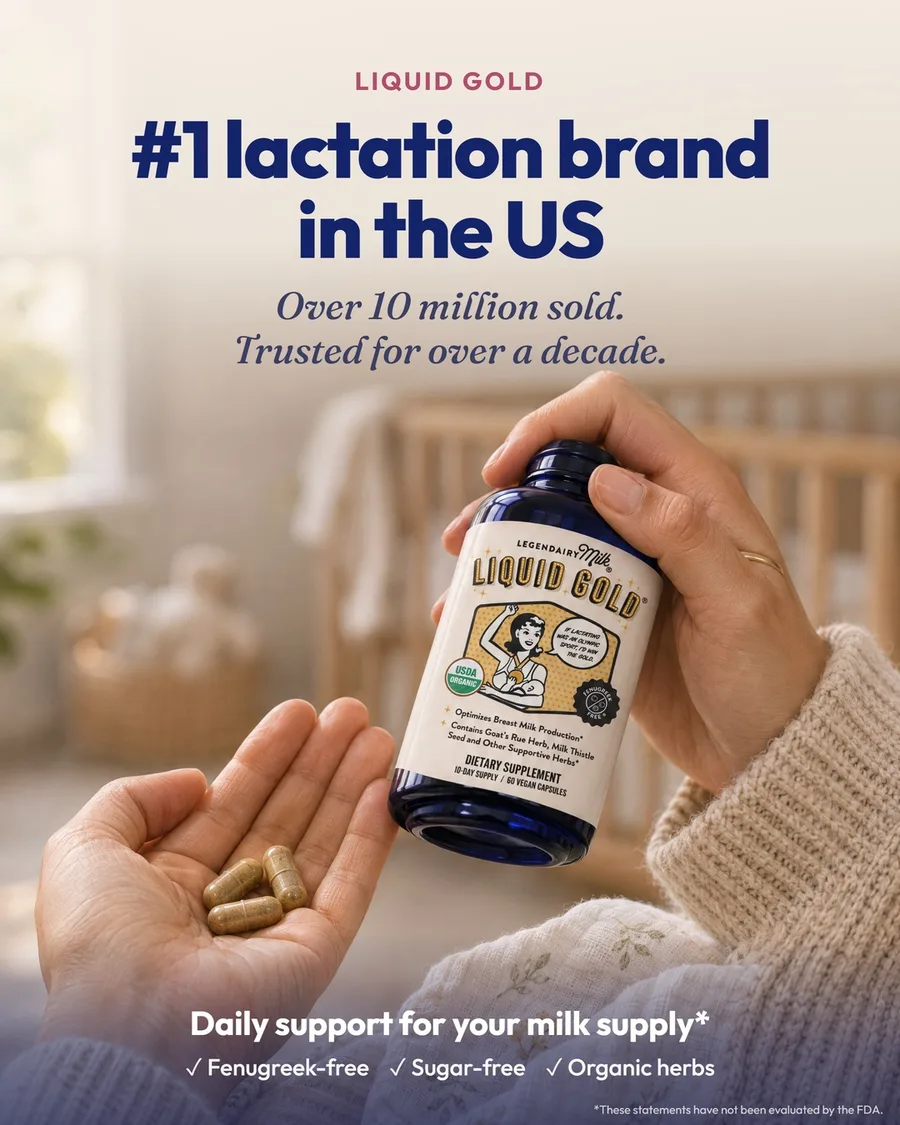 LIQUID GOLD
#1 lactation brand
in the US
Over 10 million sold.
Trusted for over a decade.
LEGENDAIRY Milk®
LIQUID GOLD®
IF LACTATING
WAS AN OLYMPIC
SPORT, I'D WIN
THE GOLD.
USDA
ORGANIC
FENUGREEK
FREE
Optimizes Breast Milk Production*
Contains Goat's Rue Herb, Milk Thistle
Seed and Other Supportive Herbs*
DIETARY SUPPLEMENT
10-DAY SUPPLY / 60 VEGAN CAPSULES
Daily support for your milk supply*
✓ Fenugreek-free ✓ Sugar-free ✓ Organic herbs
*These statements have not been evaluated by the FDA.